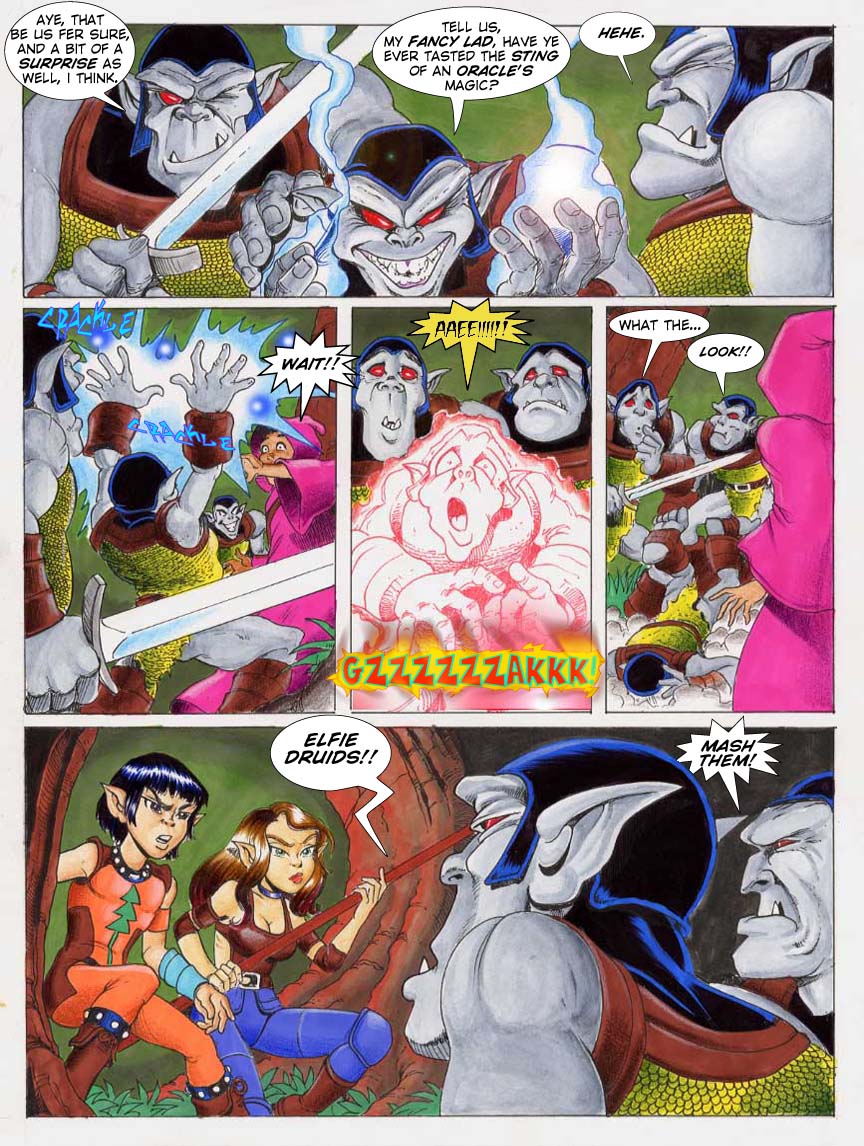 AYE, THAT
BE US FER SURE,
AND A BIT OF A
SURPRISE AS
WELL, I THINK.
TELL US,
MY FANCY LAD, HAVE YE
EVER TASTED THE STING
OF AN ORACLE'S
MAGIC?
HEHE.
CRACKLE
CRACKLE
WAIT!!
AAEE!!!!!
GZZZZZZAKKK!
WHAT THE...
LOOK!!
ELFIE
DRUIDS!!
MASH
THEM!